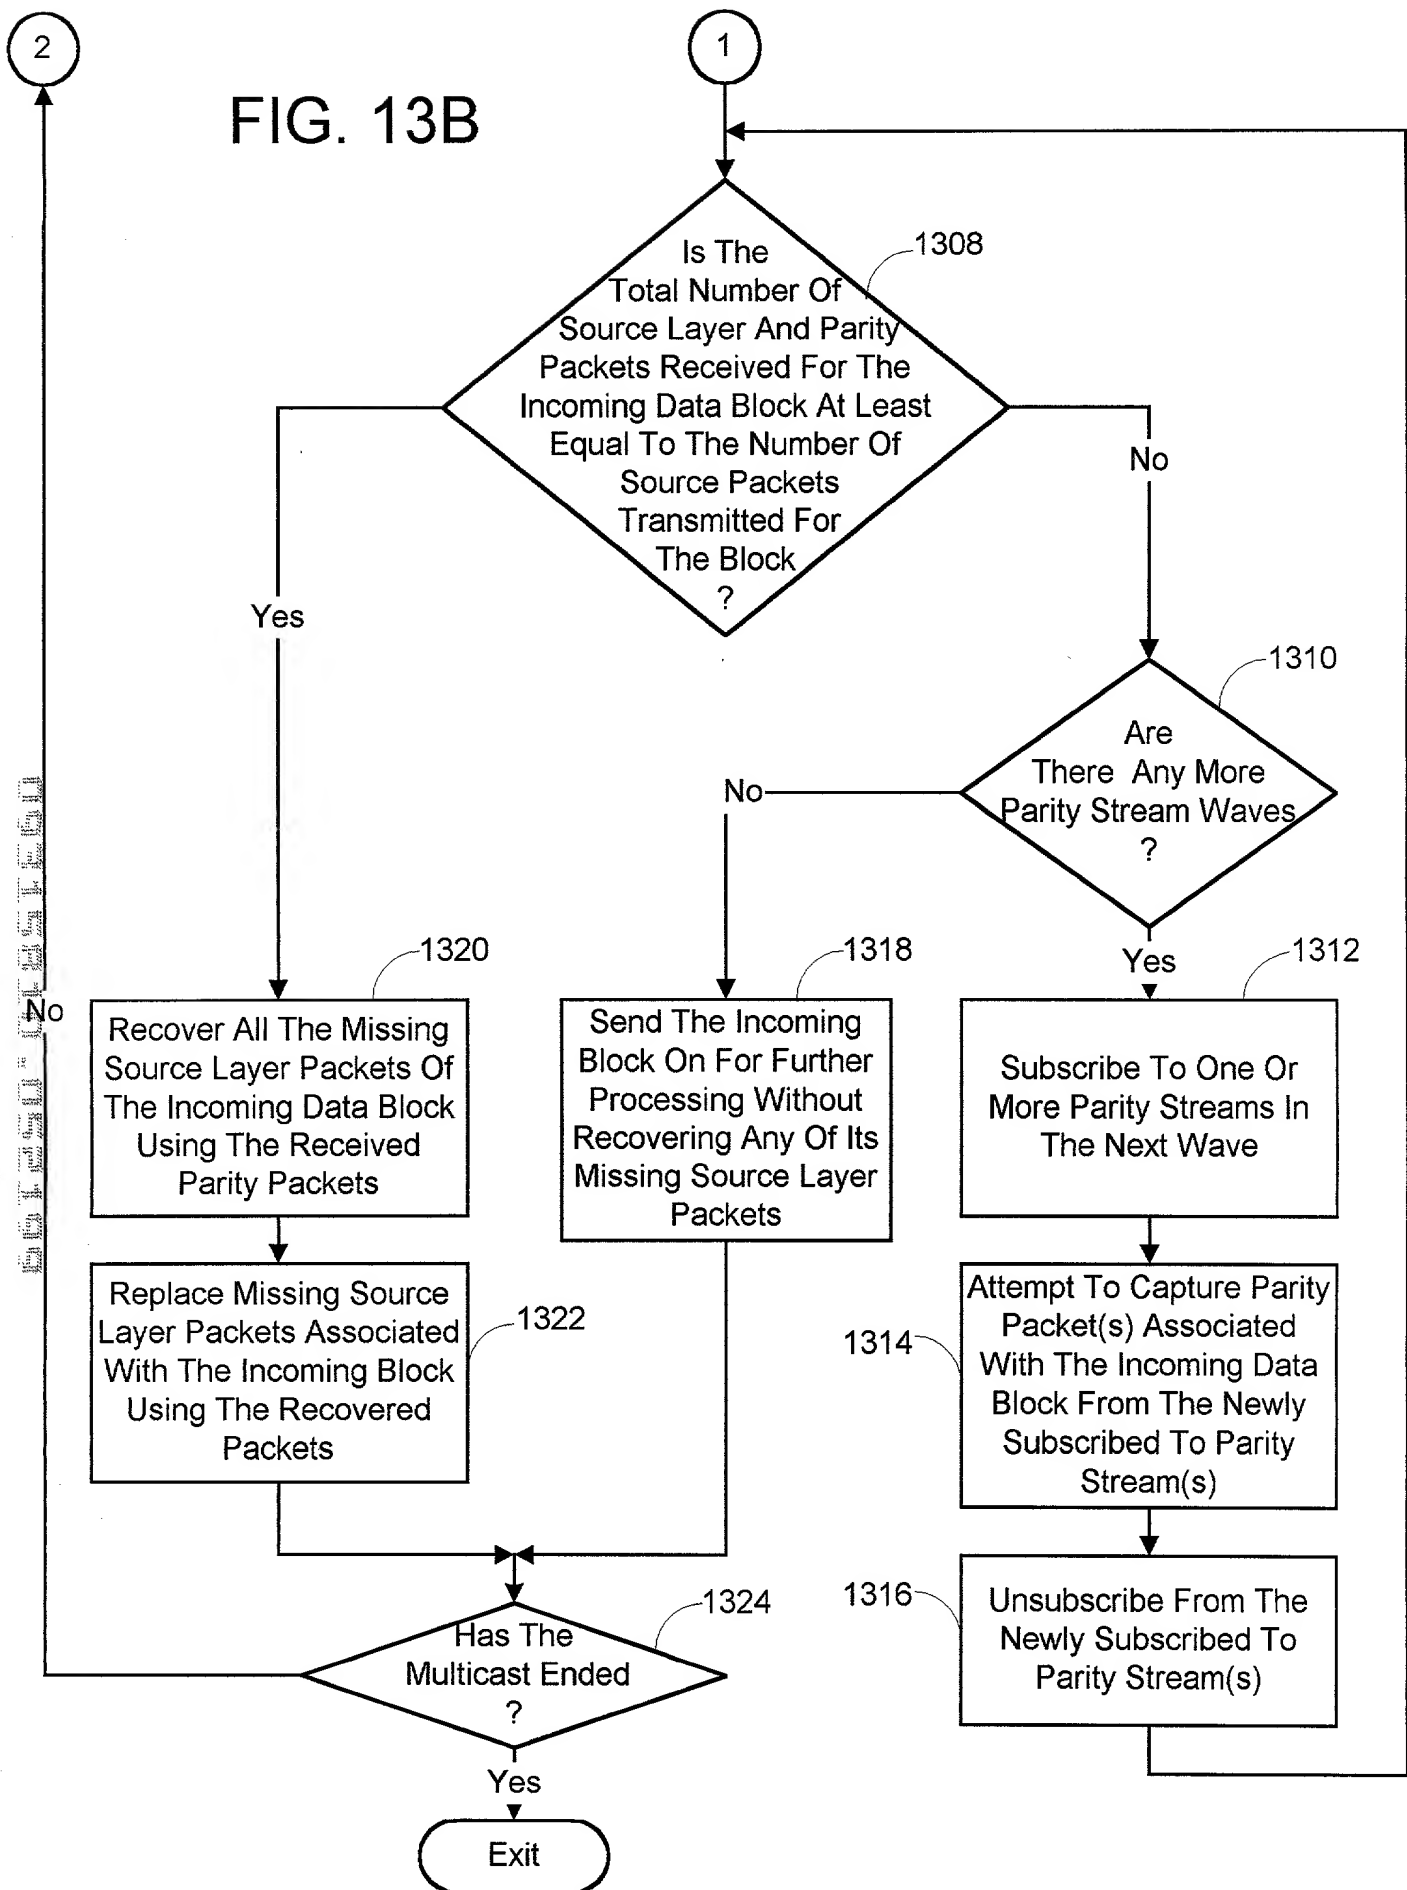 2
1
FIG. 13B
1308
Is The
Total Number Of
Source Layer And Parity
Packets Received For The
Incoming Data Block At Least
Equal To The Number Of
Source Packets
Transmitted For
The Block
?
Yes
No
1310
Are
There Any More
Parity Stream Waves
?
No
Yes
1320
Recover All The Missing
Source Layer Packets Of
The Incoming Data Block
Using The Received
Parity Packets
1318
Send The Incoming
Block On For Further
Processing Without
Recovering Any Of Its
Missing Source Layer
Packets
1312
Subscribe To One Or
More Parity Streams In
The Next Wave
No
Replace Missing Source
Layer Packets Associated
With The Incoming Block
Using The Recovered
Packets
1322
1314
Attempt To Capture Parity
Packet(s) Associated
With The Incoming Data
Block From The Newly
Subscribed To Parity
Stream(s)
1316
Unsubscribe From The
Newly Subscribed To
Parity Stream(s)
1324
Has The
Multicast Ended
?
Yes
Exit